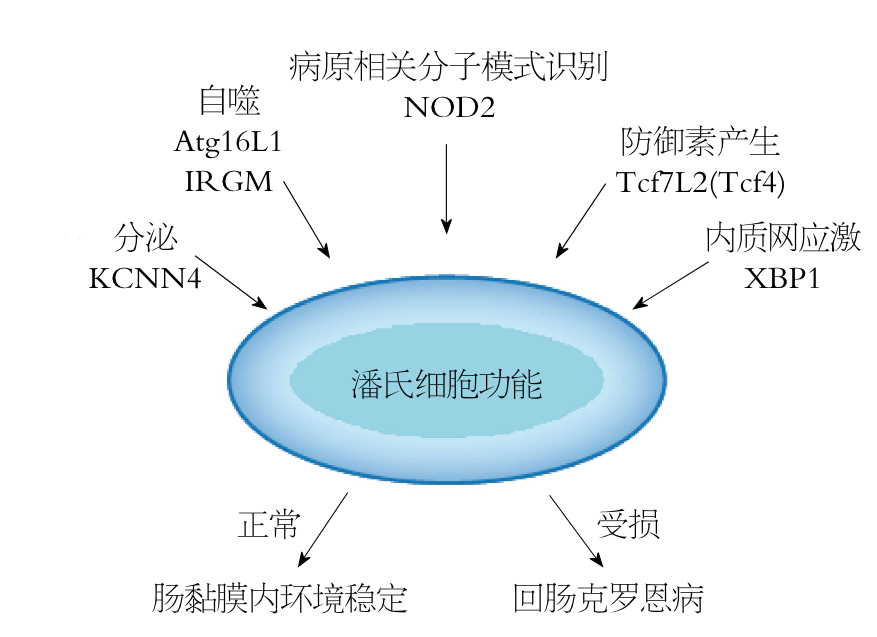 病原相关分子模式识别
NOD2
自噬
Atg16L1
IRGM
防御素产生
Tcf7L2(Tcf4)
分泌
KCNN4
内质网应激
XBP1
潘氏细胞功能
正常
受损
肠黏膜内环境稳定
回肠克罗恩病